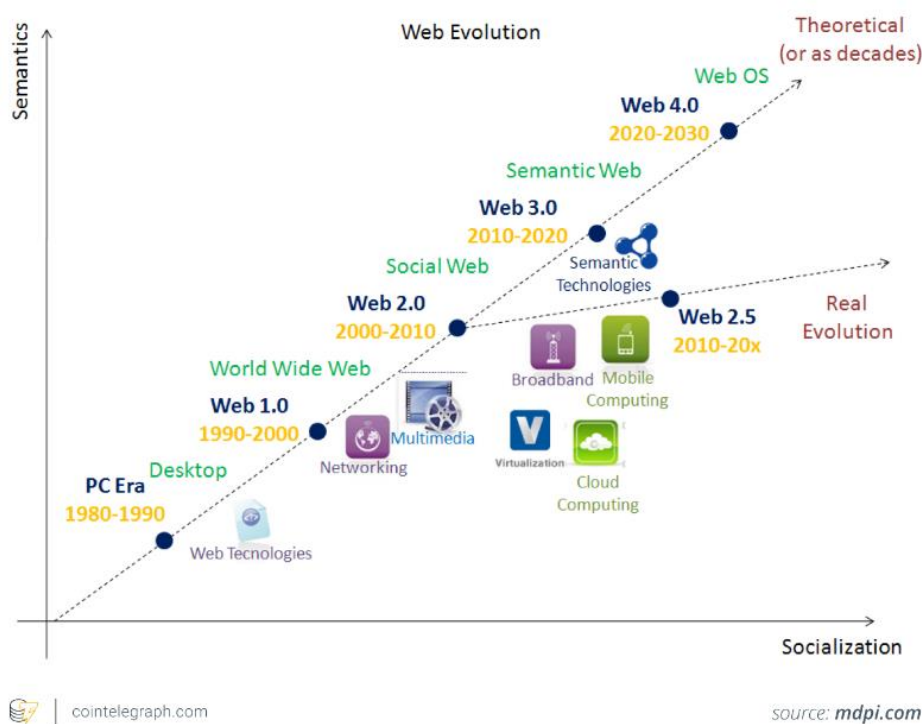 Web Evolution
Semantics
Theoretical
(or as decades)
Web OS
Web 4.0
2020-2030
Semantic Web
Web 3.0
2010-2020
Semantic
Technologies
Social Web
Web 2.0
2000-2010
Web 2.5
2010-20x
Real
Evolution
World Wide Web
Web 1.0
1990-2000
Broadband
Mobile
Computing
Multimedia
Networking
Virtualization
Cloud
Computing
Desktop
PC Era
1980-1990
Web Tecnologies
Socialization
cointelegraph.com
source: mdpi.com